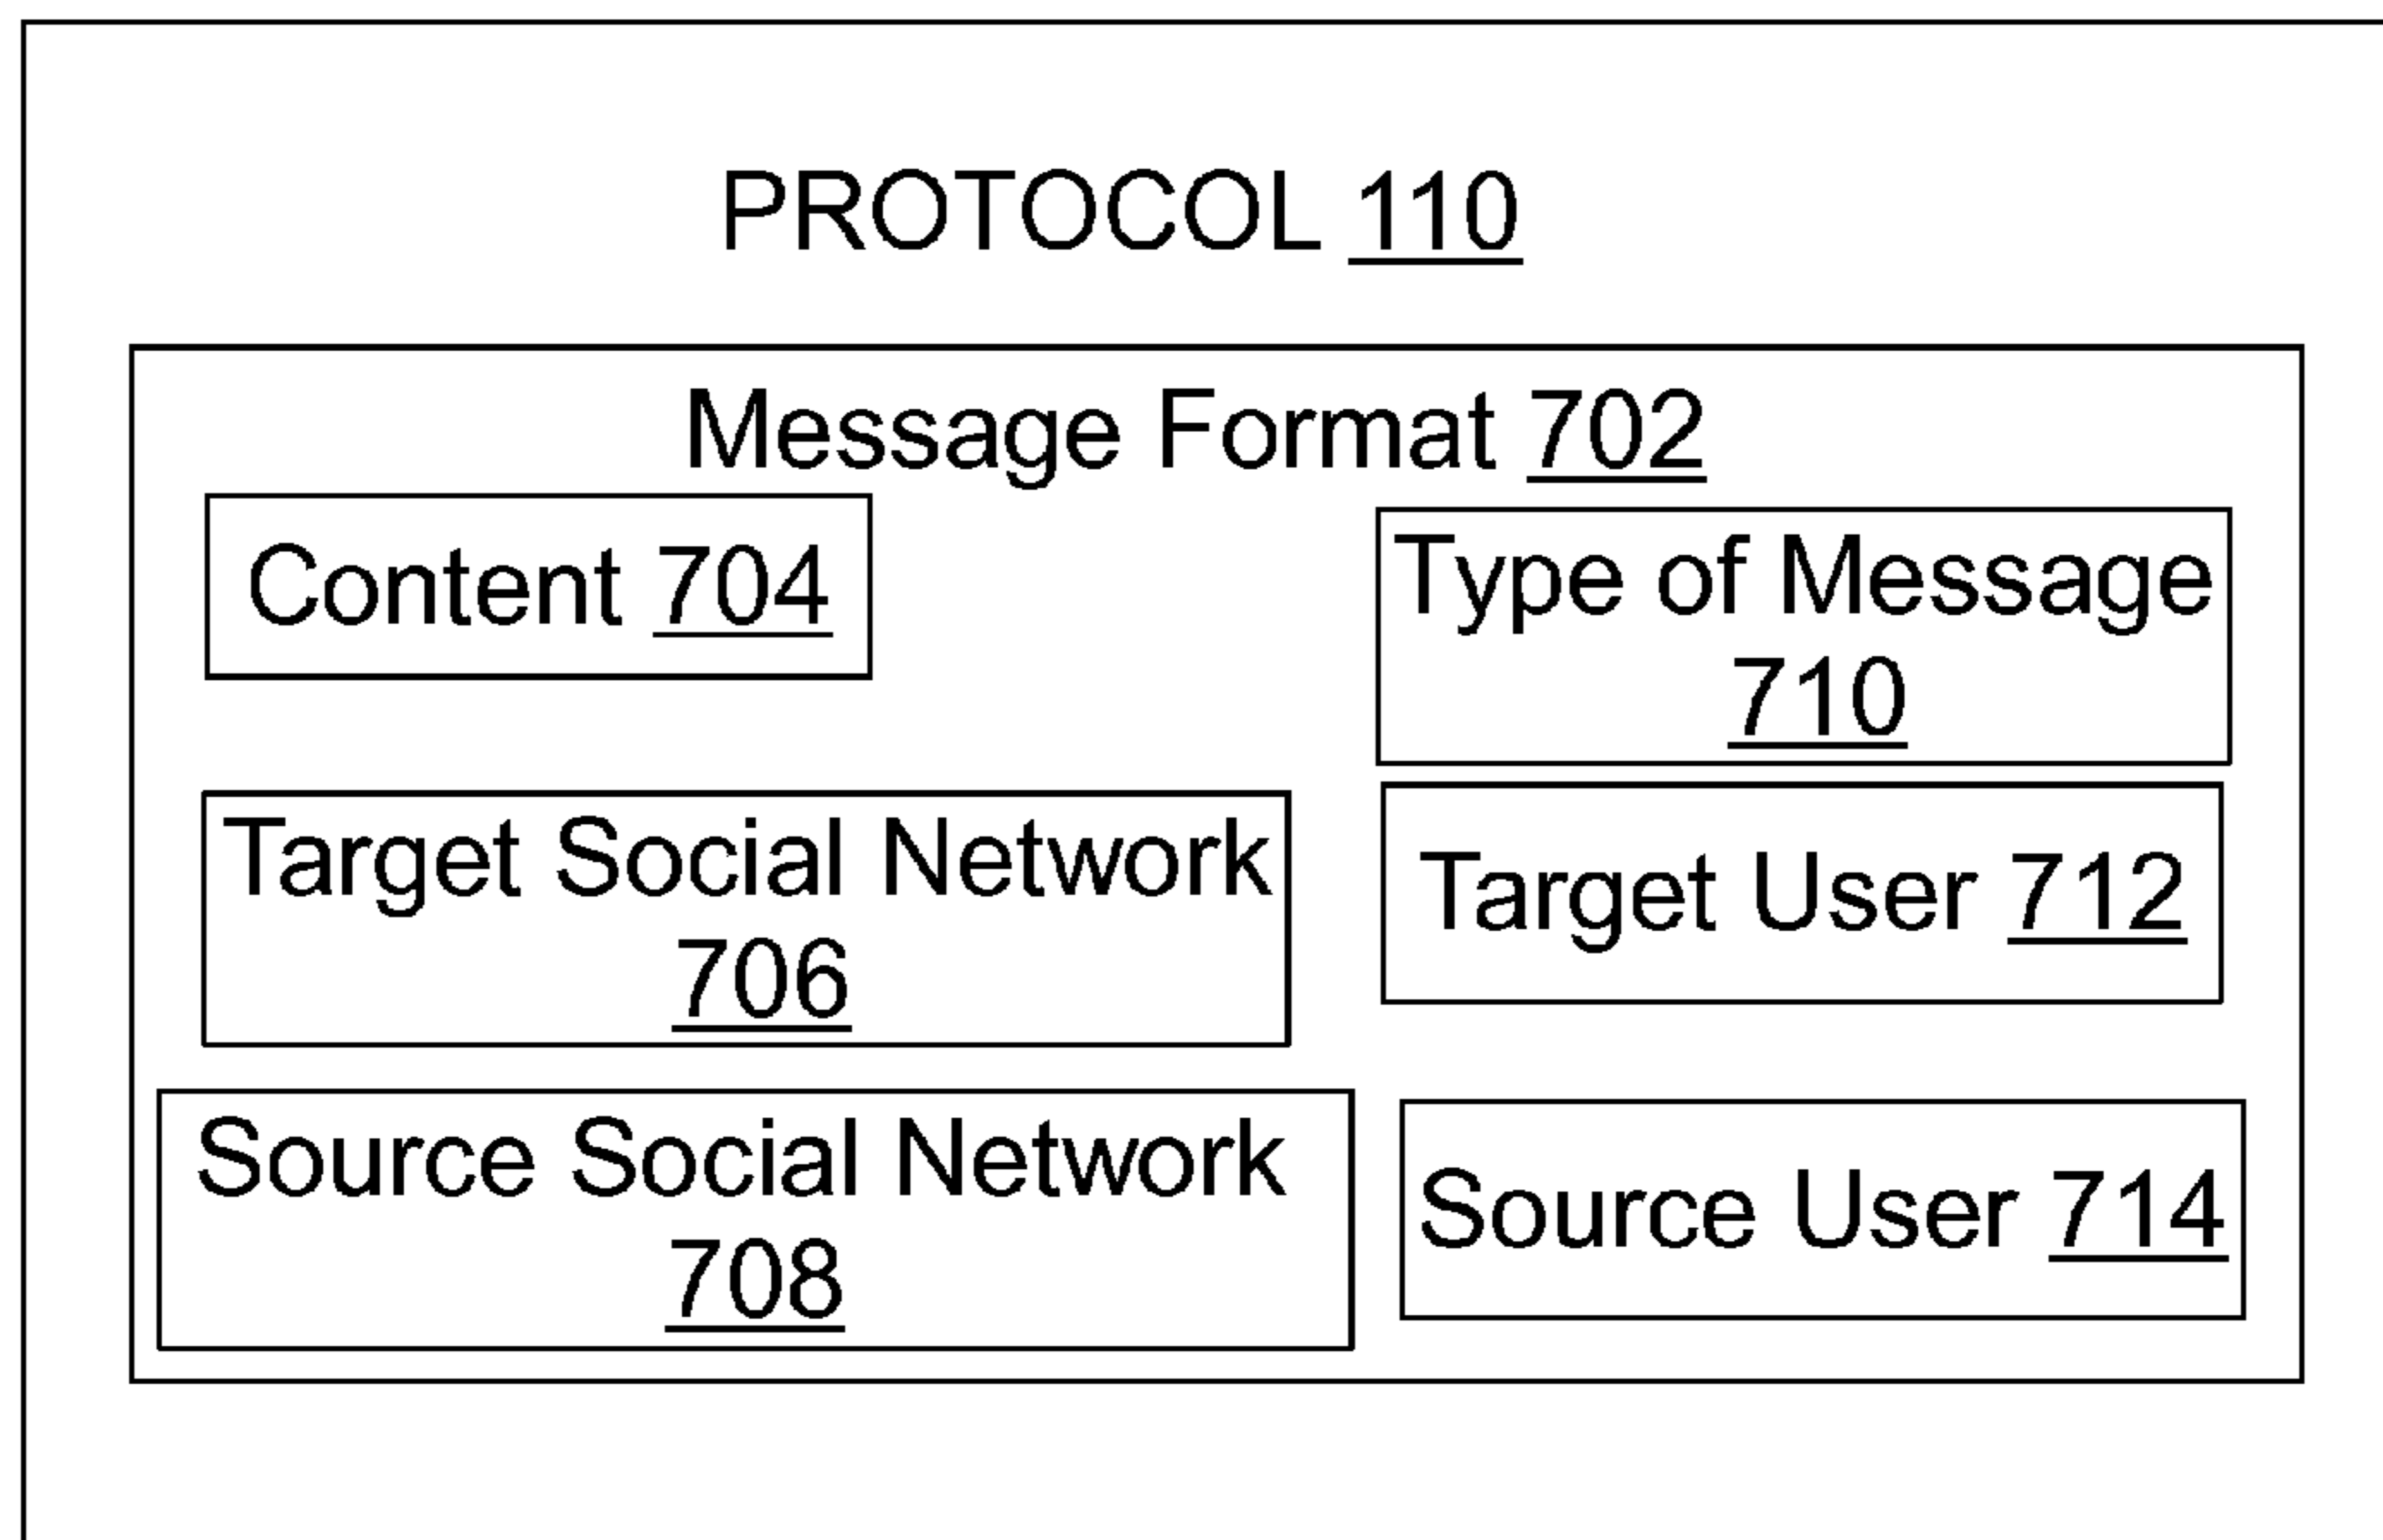 PROTOCOL 110
Message Format 702
Content 704
Type of Message
710
Target Social Network
706
Target User 712
Source Social Network
708
Source User 714